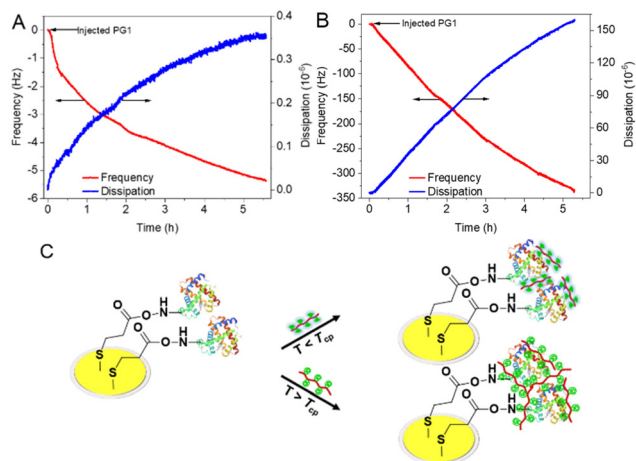 A
Injected PG1
Frequency (Hz)
0
-1
-2
-3
-4
-5
-6
Dissipation (10-6)
0.4
0.3
0.2
0.1
0.0
Frequency
Dissipation
0 1 2 3 4 5
Time (h)
B
Injected PG1
Frequency (Hz)
0
-50
-100
-150
-200
-250
-300
-350
Dissipation (10-6)
150
120
90
60
30
0
Frequency
Dissipation
0 1 2 3 4 5
Time (h)
C
O H
O N
O H
O N
S S
T < Tcp
T > Tcp
O H
O N
O H
O N
S S
O H
O N
O H
O N
S S